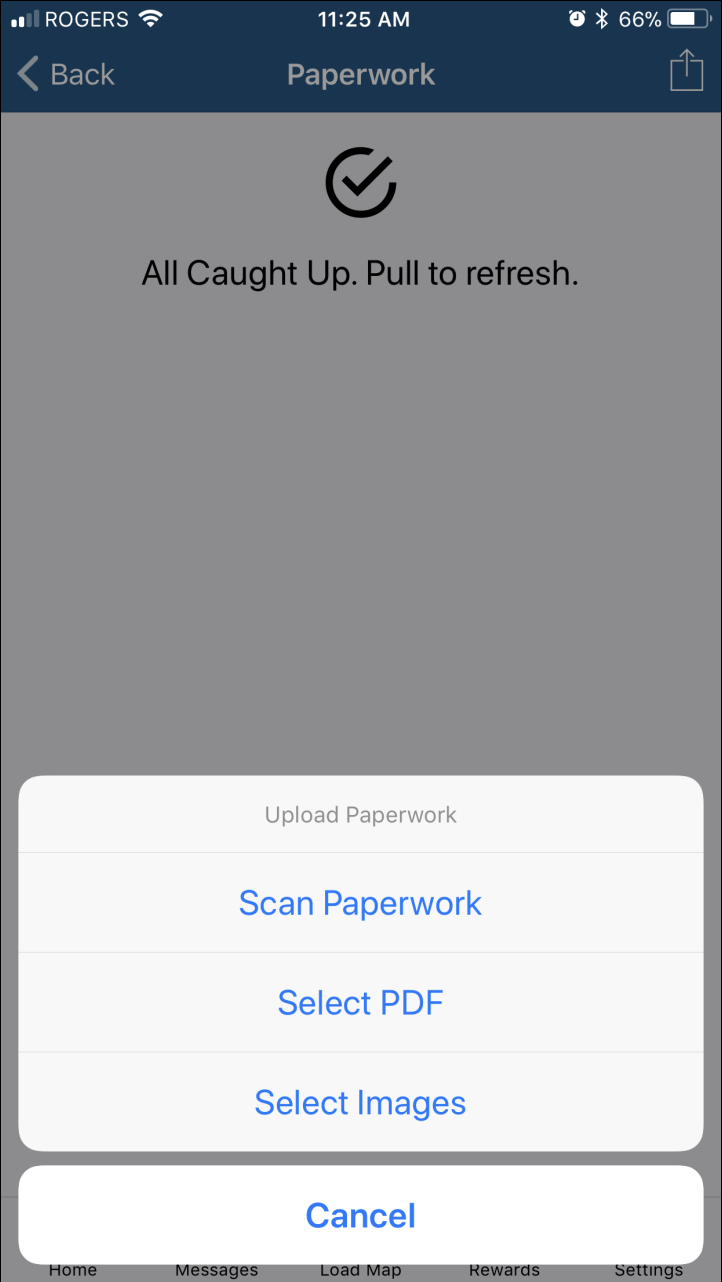 ROGERS 11:25 AM 66%
Back Paperwork
All Caught Up. Pull to refresh.
Upload Paperwork
Scan Paperwork
Select PDF
Select Images
Cancel
Home Messages Load Map Rewards Settings